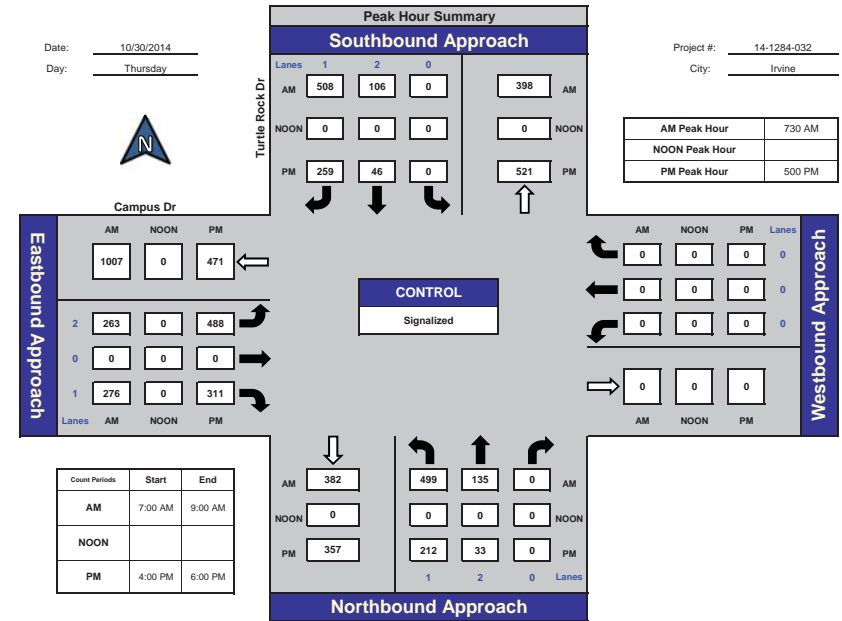 Peak Hour Summary
Southbound Approach
Date: 10/30/2014
Day: Thursday
Project #: 14-1284-032
City: Irvine
N
Turtle Rock Dr
Lanes 1 2 0
AM 508 106 0 398 AM
NOON 0 0 0 0 NOON
PM 259 46 0 521 PM
AM Peak Hour 730 AM
NOON Peak Hour
PM Peak Hour 500 PM
Campus Dr
Eastbound Approach
AM NOON PM
1007 0 471
2 263 0 488
0 0 0 0
1 276 0 311
Lanes AM NOON PM
CONTROL
Signalized
Westbound Approach
AM NOON PM Lanes
0 0 0 0
0 0 0 0
0 0 0 0
0 0 0
AM NOON PM
Count Periods Start End
AM 7:00 AM 9:00 AM
NOON
PM 4:00 PM 6:00 PM
AM 382 499 135 0 AM
NOON 0 0 0 0 NOON
PM 357 212 33 0 PM
1 2 0 Lanes
Northbound Approach